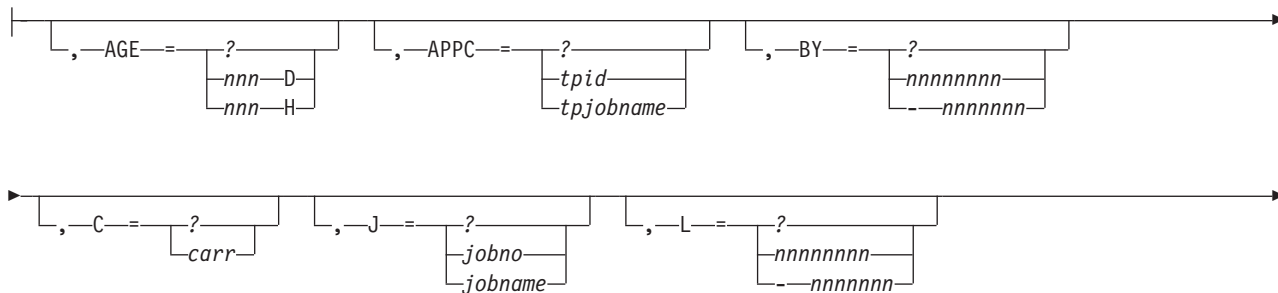 , AGE = ? , APPC = ? , BY = ?
nnn D tpid nnnnnnnn
nnn H tpjobname - nnnnnnn
, C = ? , J = ? , L = ?
carr jobno nnnnnnnn
jobname - nnnnnnn